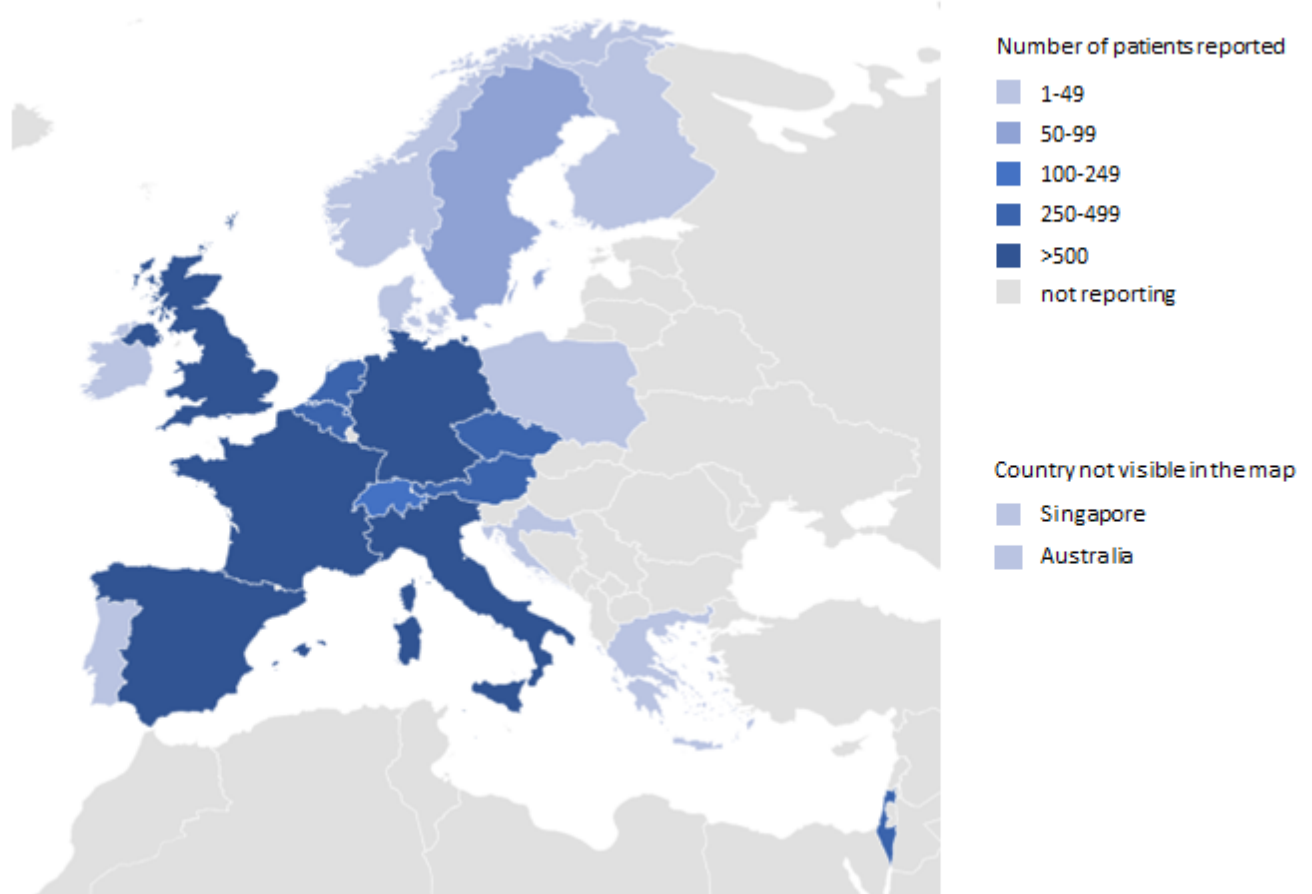 Number of patients reported
1-49
50-99
100-249
250-499
>500
not reporting
Country not visible in the map
Singapore
Australia